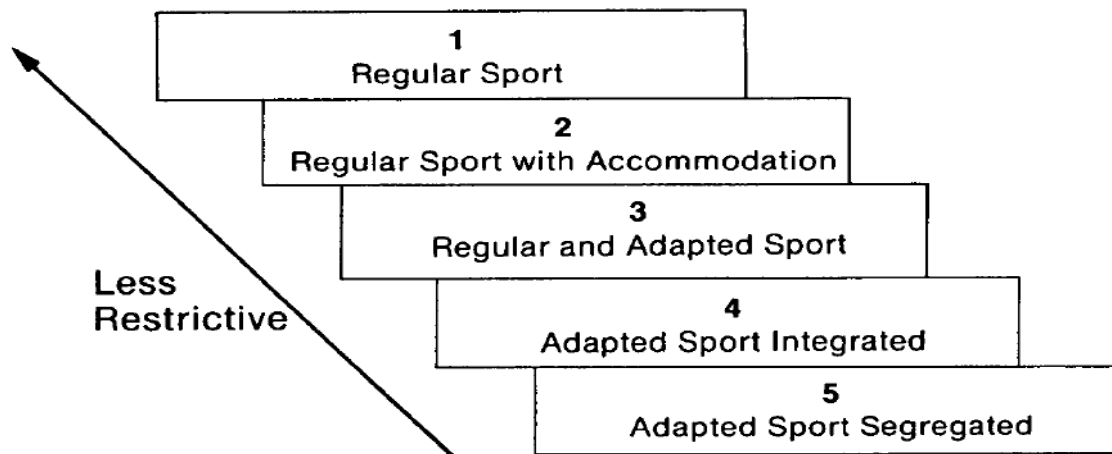 1
Regular Sport
2
Regular Sport with Accommodation
3
Regular and Adapted Sport
Less
Restrictive
4
Adapted Sport Integrated
5
Adapted Sport Segregated